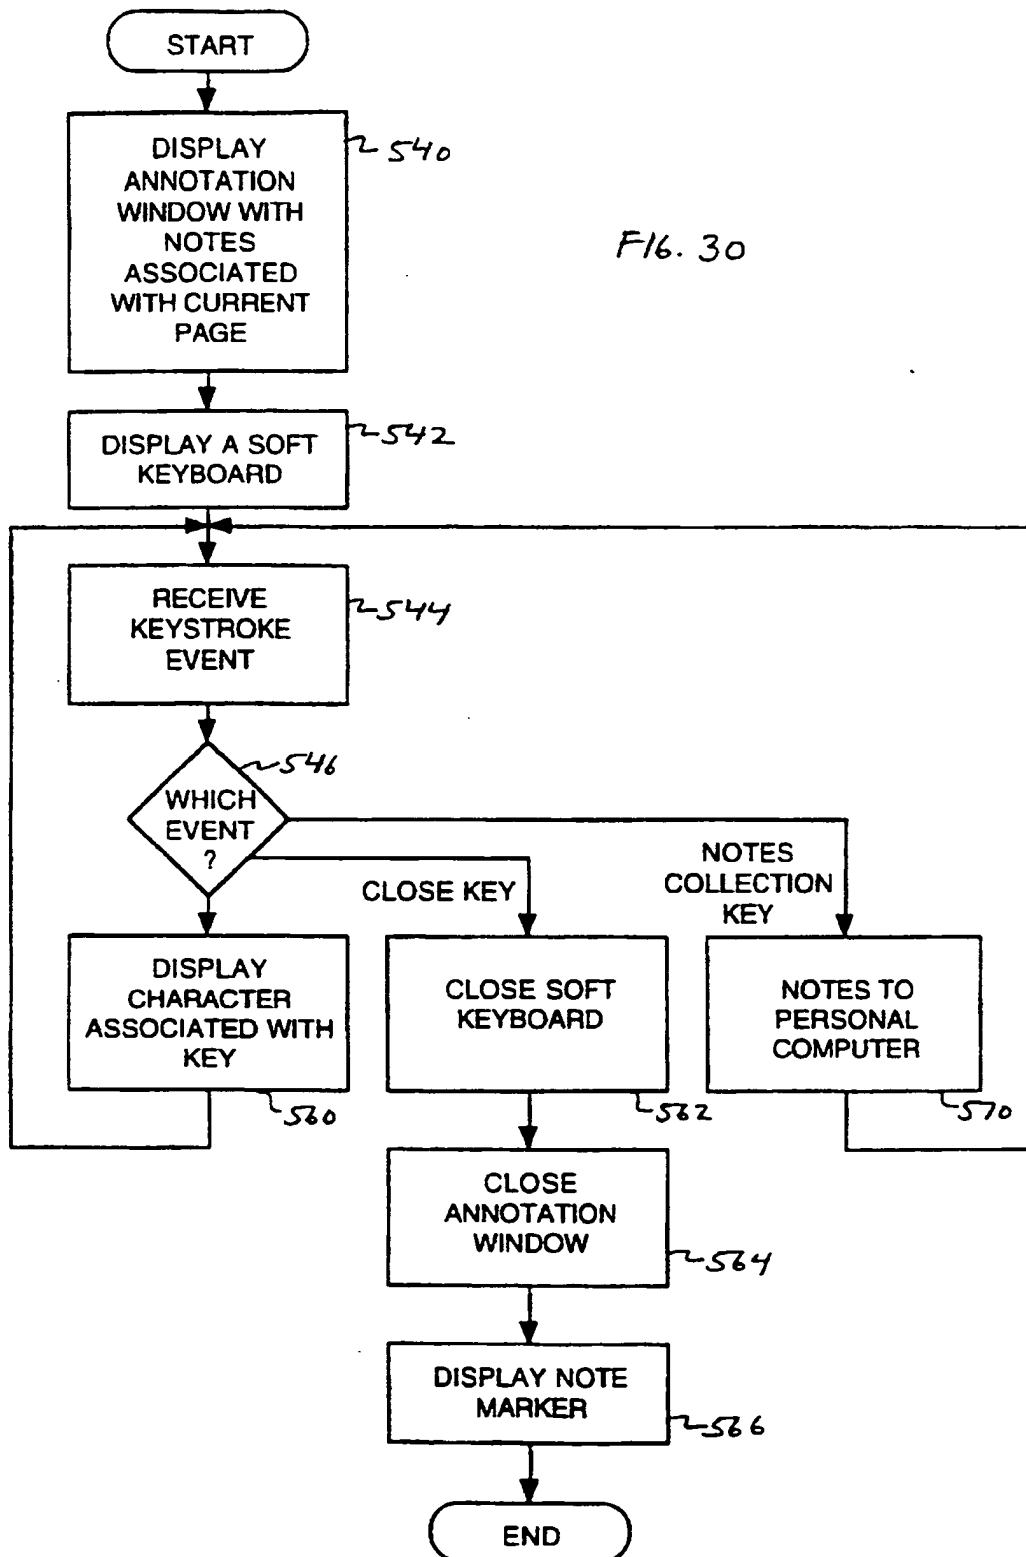 START
DISPLAY
ANNOTATION
WINDOW WITH
NOTES
ASSOCIATED
WITH CURRENT
PAGE
540
FIG. 30
DISPLAY A SOFT
KEYBOARD
542
RECEIVE
KEYSTROKE
EVENT
544
WHICH
EVENT
?
546
CLOSE KEY
NOTES
COLLECTION
KEY
DISPLAY
CHARACTER
ASSOCIATED WITH
KEY
560
CLOSE SOFT
KEYBOARD
562
NOTES TO
PERSONAL
COMPUTER
570
CLOSE
ANNOTATION
WINDOW
564
DISPLAY NOTE
MARKER
566
END